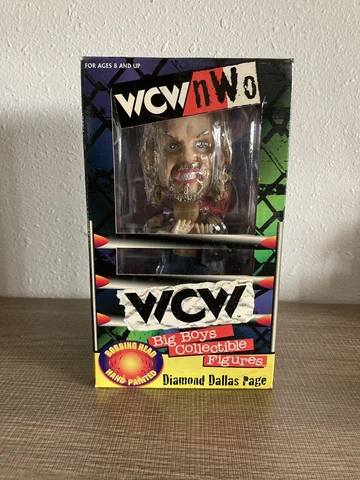 FOR AGES 8 AND UP
WCW nWo
WCW
Big Boys
Collectible
Figures
BOBBING HEAD
HAND PAINTED
Diamond Dallas Page